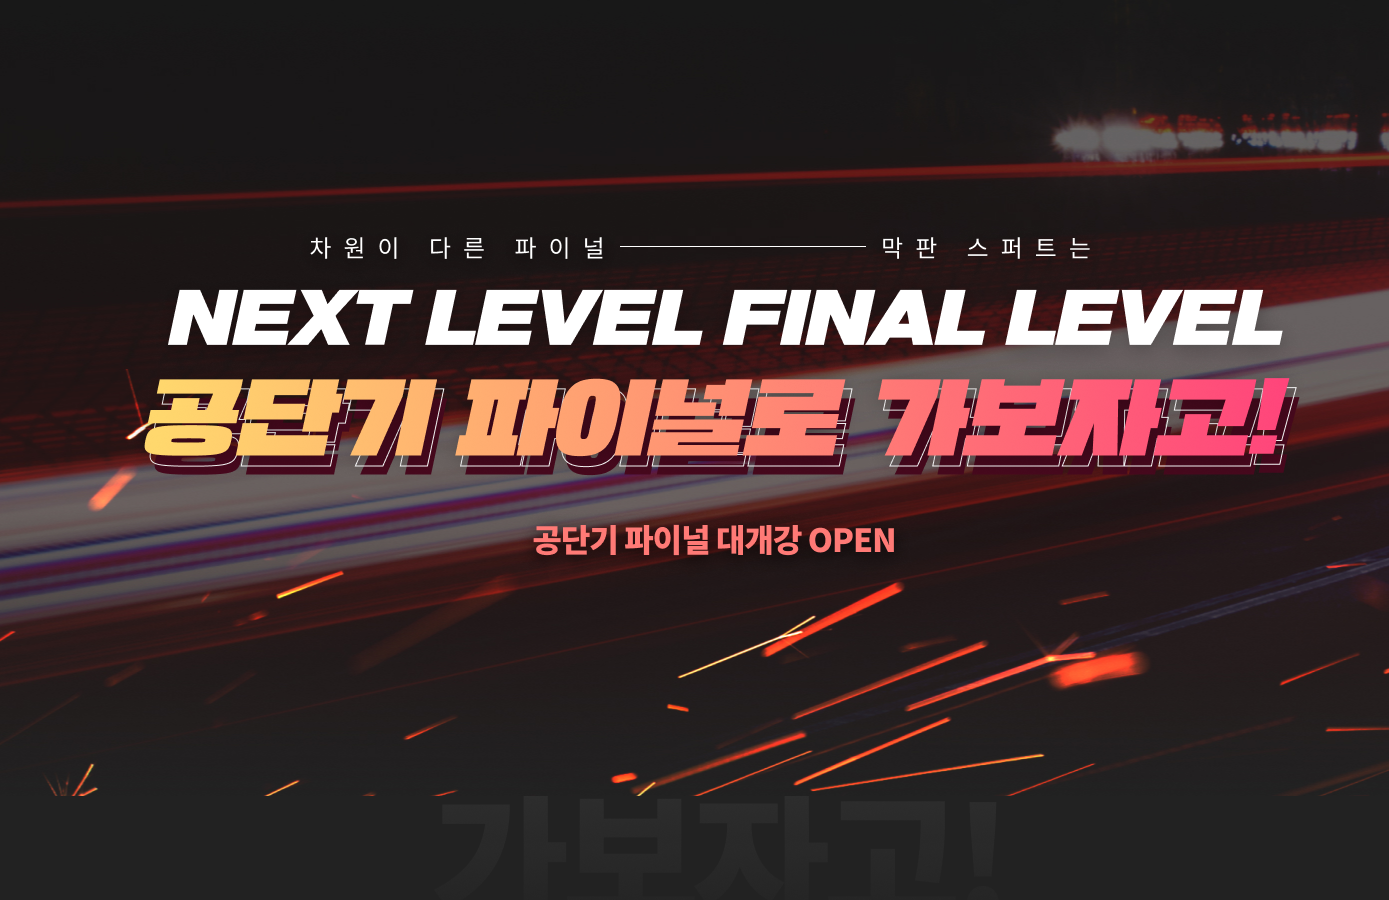 차원이 다른 파이널 막판 스퍼트는
NEXT LEVEL FINAL LEVEL
공단기 파이널로 가보자고!
공단기 파이널 대개강 OPEN
가보자고!